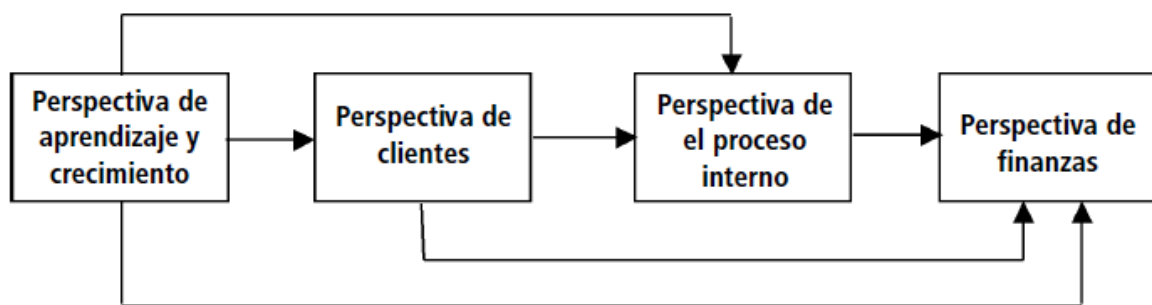 Perspectiva de
aprendizaje y
crecimiento
Perspectiva de
clientes
Perspectiva de
el proceso
interno
Perspectiva de
finanzas